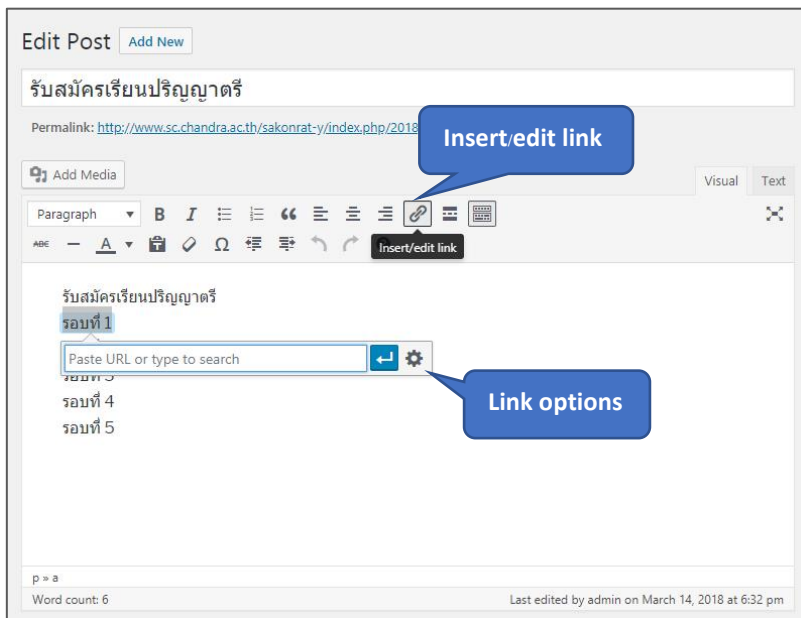 Edit Post Add New
รับสมัครเรียนปริญญาตรี
Permalink: http://www.sc.chandra.ac.th/sakonrat-y/index.php/2018
Insert/edit link
Add Media
Visual Text
Paragraph B I
ABC A Ω
Insert/edit link
รับสมัครเรียนปริญญาตรี
รอบที่ 1
Paste URL or type to search
รอบที่ 3
Link options
รอบที่ 4
รอบที่ 5
p » a
Word count: 6 Last edited by admin on March 14, 2018 at 6:32 pm